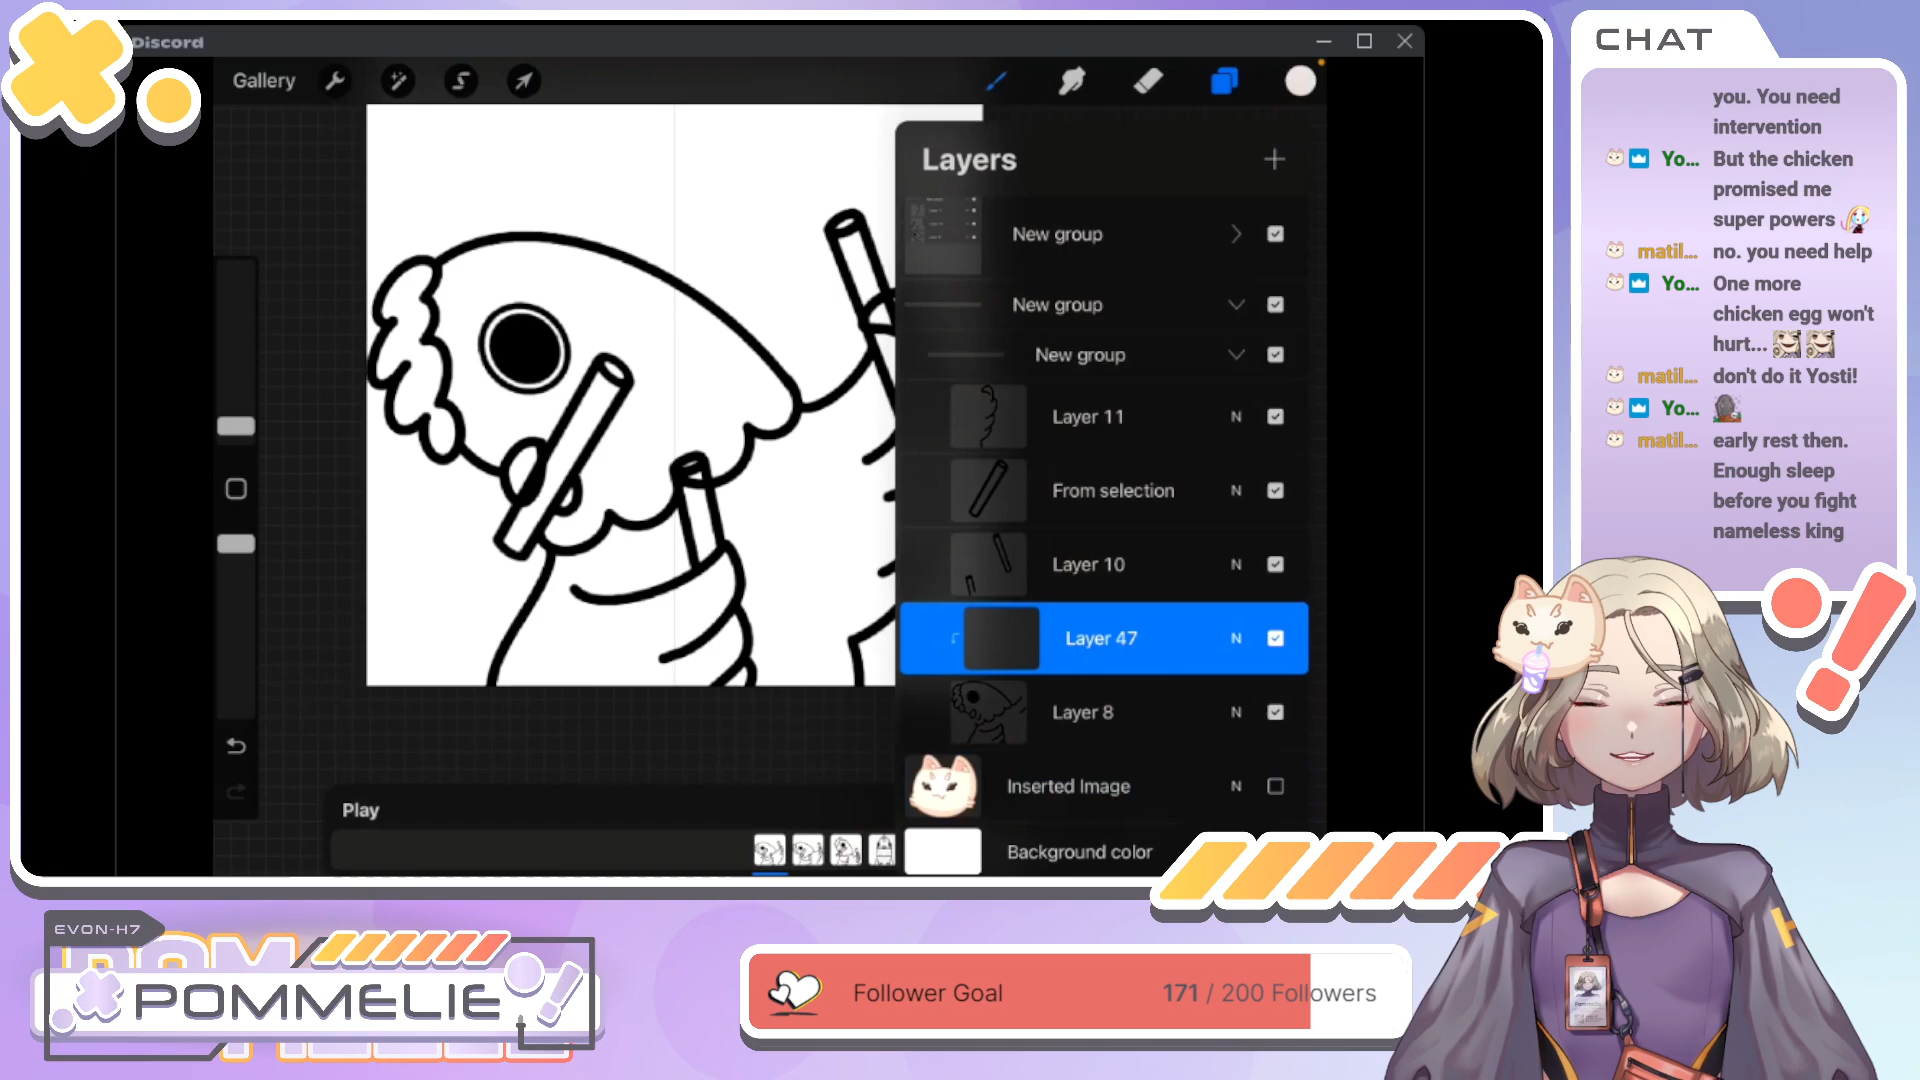 Discord
Gallery
Layers
New group
New group
New group
Layer 11 N
From selection N
Layer 10 N
Layer 47 N
Layer 8 N
Inserted Image N
Background color
Play
CHAT
you. You need
intervention
Yo... But the chicken
promised me
super powers
matil... no. you need help
Yo... One more
chicken egg won't
hurt...
matil... don't do it Yosti!
Yo...
matil... early rest then.
Enough sleep
before you fight
nameless king
EVON-H7
POMMELIE
Follower Goal 171 / 200 Followers